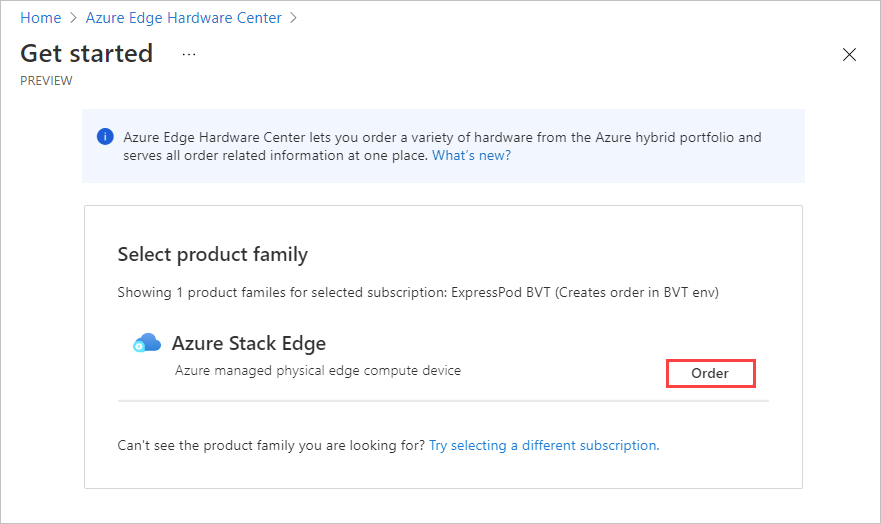 Home > Azure Edge Hardware Center >
Get started ...
PREVIEW
Azure Edge Hardware Center lets you order a variety of hardware from the Azure hybrid portfolio and
serves all order related information at one place. What's new?
Select product family
Showing 1 product familes for selected subscription: ExpressPod BVT (Creates order in BVT env)
Azure Stack Edge
Azure managed physical edge compute device
Order
Can't see the product family you are looking for? Try selecting a different subscription.